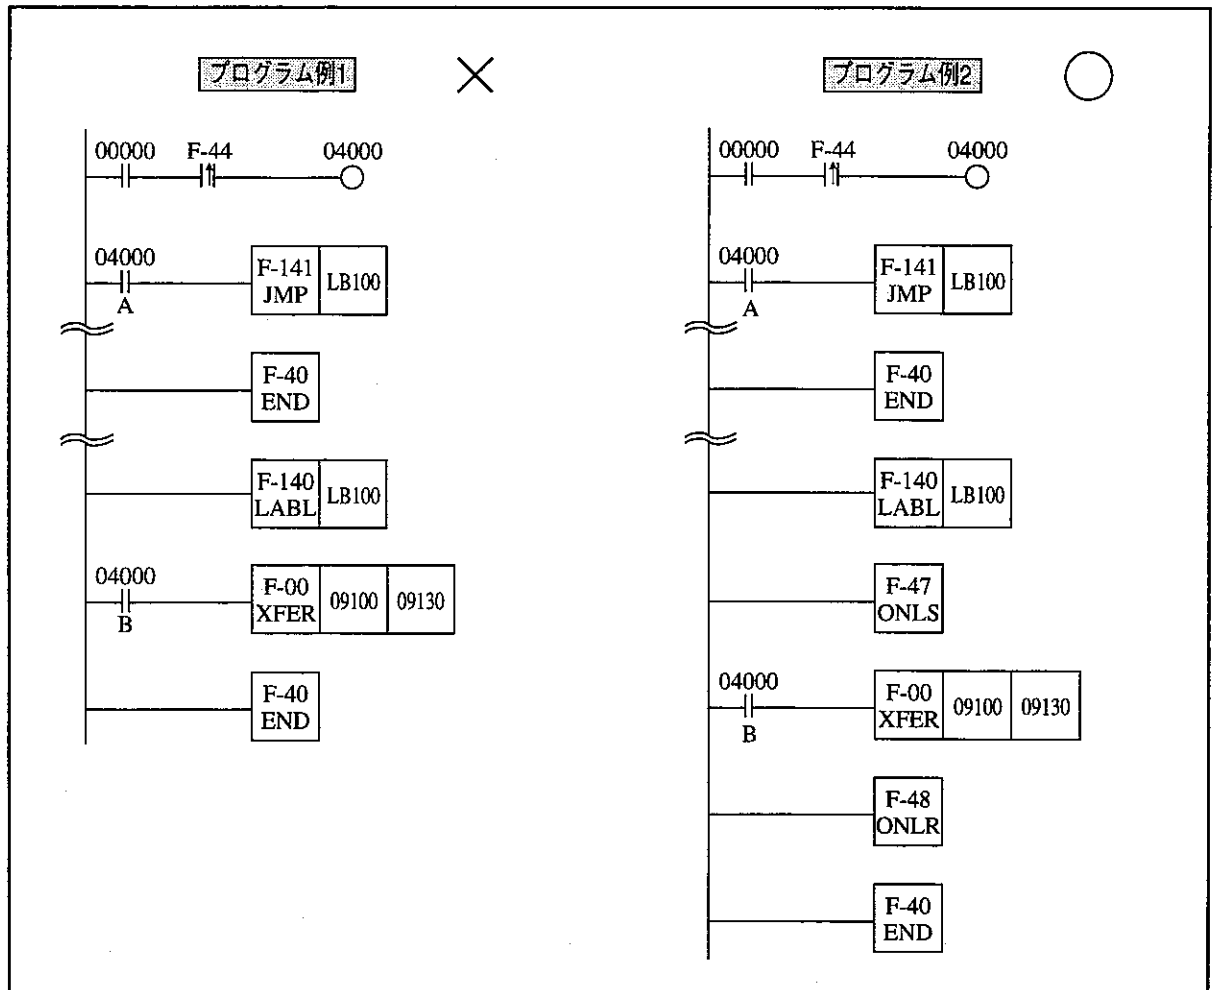 プログラム例1
00000 F-44 04000
04000
A
F-141
JMP
LB100
F-40
END
F-140
LABL
LB100
04000
B
F-00
XFER
09100
09130
F-40
END
プログラム例2
00000 F-44 04000
04000
A
F-141
JMP
LB100
F-40
END
F-140
LABL
LB100
F-47
ONLS
04000
B
F-00
XFER
09100
09130
F-48
ONLR
F-40
END